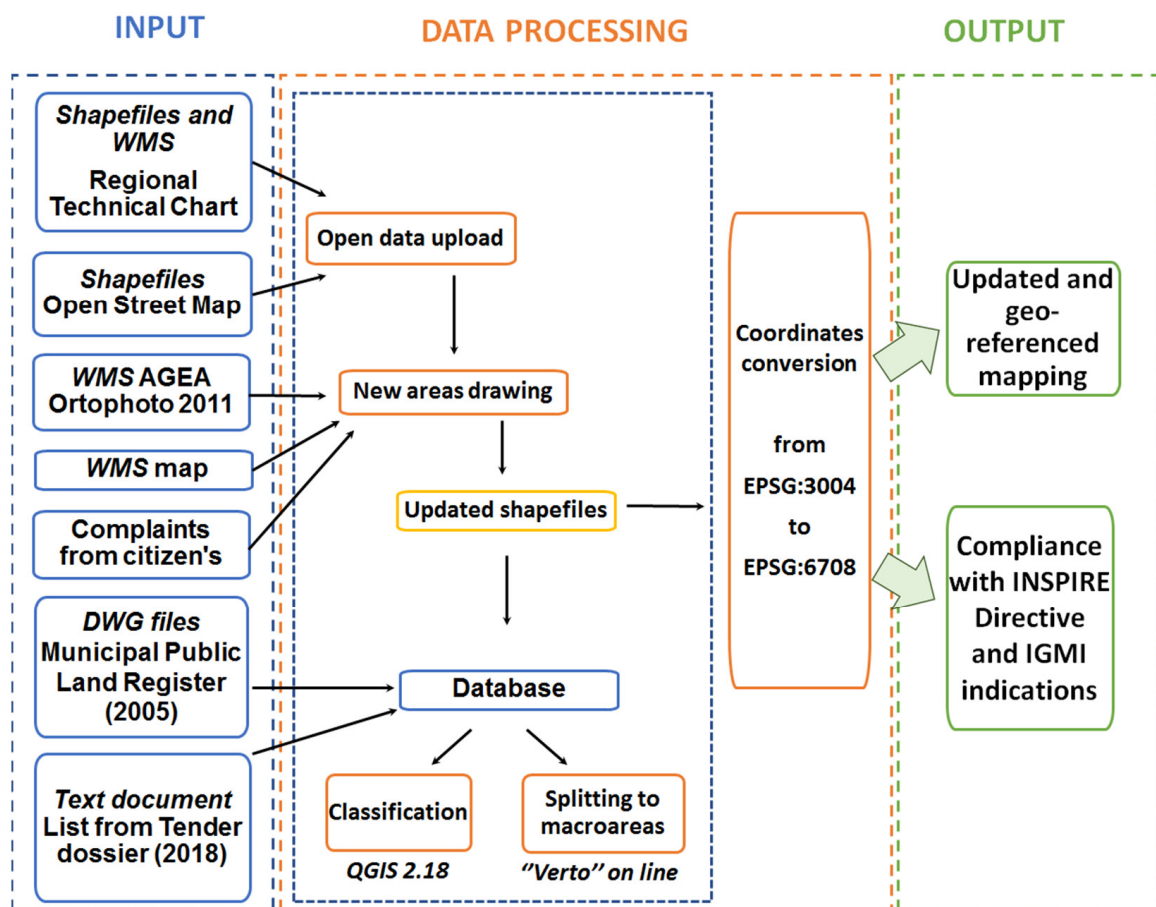 INPUT
DATA PROCESSING
OUTPUT
Shapefiles and
WMS
Regional
Technical Chart
Shapefiles
Open Street Map
WMS AGEA
Ortophoto 2011
WMS map
Complaints
from citizen's
DWG files
Municipal Public
Land Register
(2005)
Text document
List from Tender
dossier (2018)
Open data upload
New areas drawing
Updated shapefiles
Database
Classification
QGIS 2.18
Splitting to
macroareas
‘’Verto’’ on line
Coordinates
conversion
from
EPSG:3004
to
EPSG:6708
Updated and
geo-
referenced
mapping
Compliance
with INSPIRE
Directive
and IGMI
indications